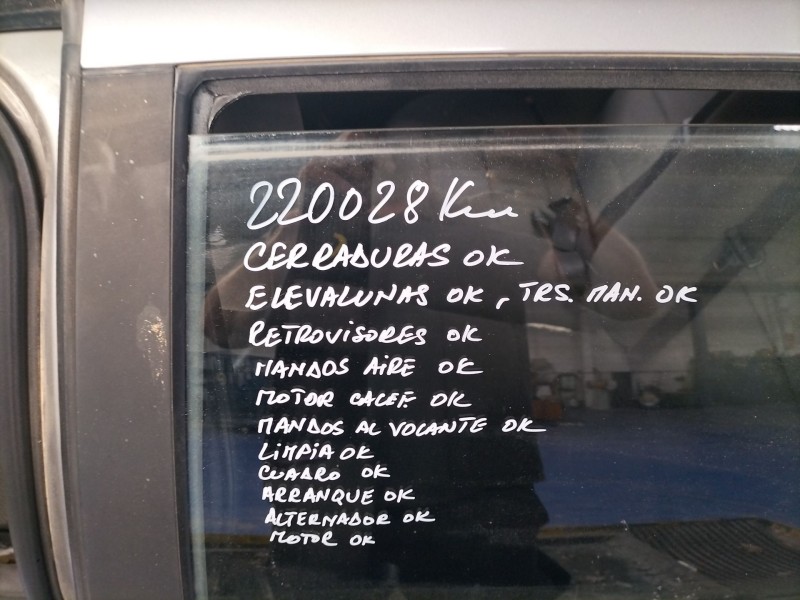 220028 Km
CERRADURAS OK
ELEVALUNAS OK, TRS. MAN. OK
RETROVISORES OK
MANDOS AIRE OK
MOTOR CALEF. OK
MANDOS AL VOLANTE OK
LIMPIA OK
CUADRO OK
ARRANQUE OK
ALTERNADOR OK
MOTOR OK